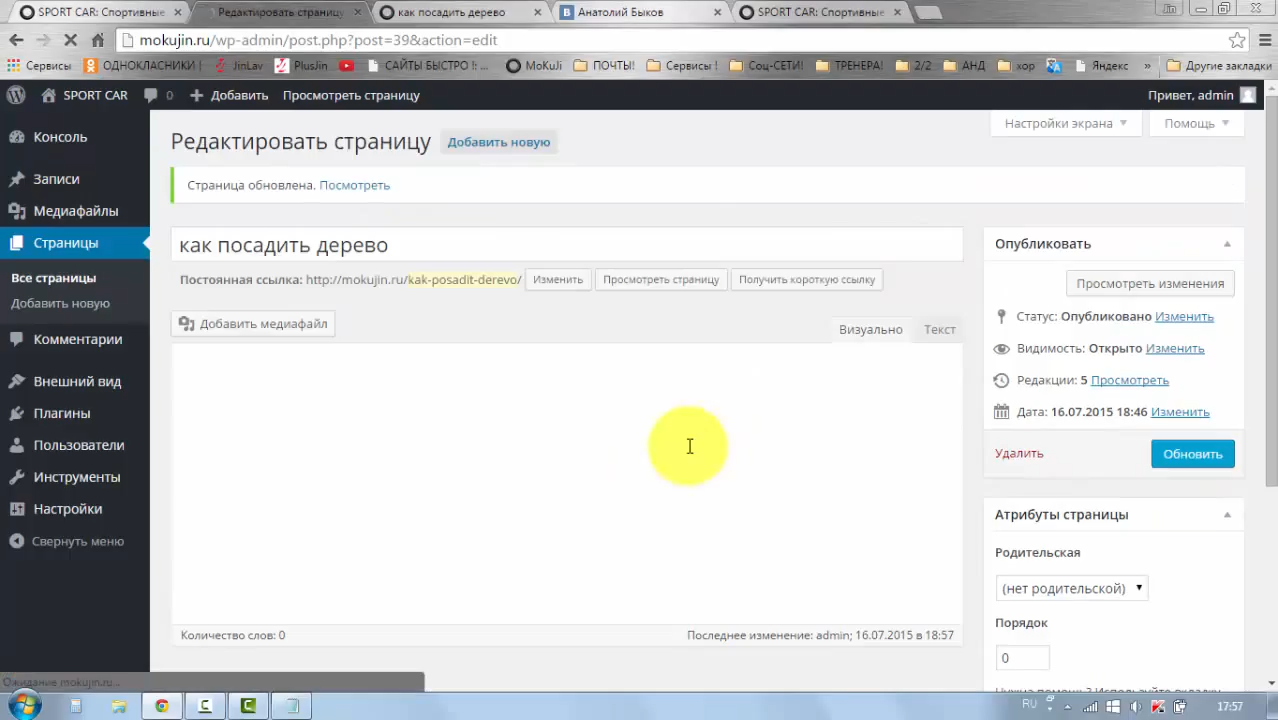 SPORT CAR: Спортивные
Редактировать страницу
как посадить дерево
Анатолий Быков
SPORT CAR: Спортивные
mokujin.ru/wp-admin/post.php?post=39&action=edit
Сервисы ОДНОКЛАСНИКИ JinLav PlusJin САЙТЫ БЫСТРО !: ... MoKuJi ПОЧТЫ! Сервисы ! Соц-СЕТИ! ТРЕНЕРА! 2/2 АНД хор Яндекс » Другие закладки
SPORT CAR 0 Добавить Просмотреть страницу Привет, admin
Консоль
Записи
Медиафайлы
Страницы
Все страницы
Добавить новую
Комментарии
Внешний вид
Плагины
Пользователи
Инструменты
Настройки
Свернуть меню
Настройки экрана Помощь
Редактировать страницу Добавить новую
Страница обновлена. Посмотреть
как посадить дерево
Постоянная ссылка: http://mokujin.ru/kak-posadit-derevo/ Изменить Просмотреть страницу Получить короткую ссылку
Добавить медиафайл
Визуально Текст
Количество слов: 0 Последнее изменение: admin; 16.07.2015 в 18:57
Опубликовать
Просмотреть изменения
Статус: Опубликовано Изменить
Видимость: Открыто Изменить
Редакции: 5 Просмотреть
Дата: 16.07.2015 18:46 Изменить
Удалить Обновить
Атрибуты страницы
Родительская
(нет родительской)
Порядок
0
Нужна помощь? Используйте вкладку
Ожидание mokujin.ru...
RU 17:57